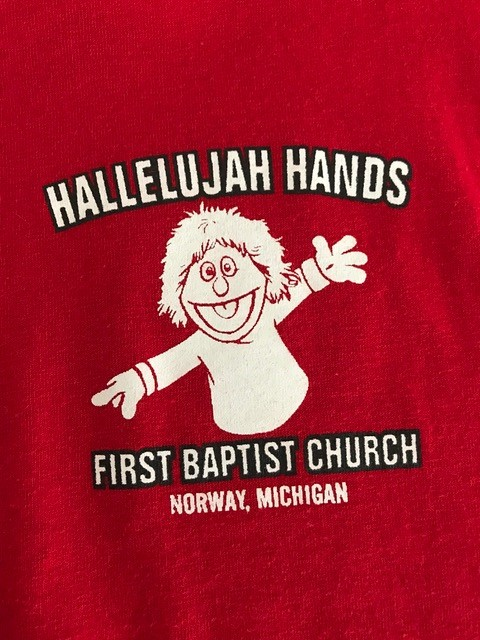 HALLELUJAH HANDS
FIRST BAPTIST CHURCH
NORWAY, MICHIGAN